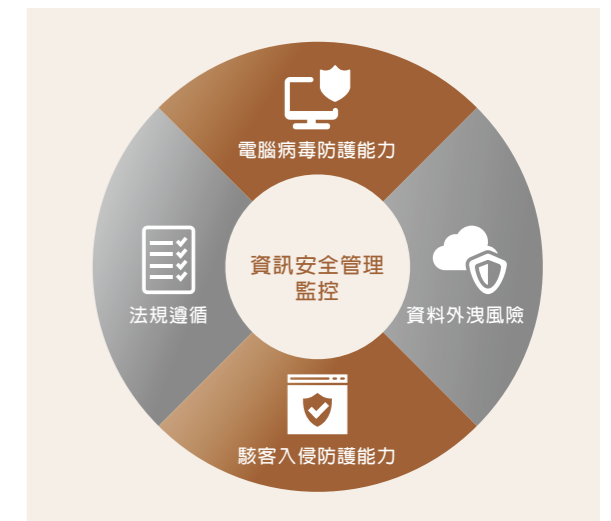 電腦病毒防護能力
資訊安全管理
監控
法規遵循
資料外洩風險
駭客入侵防護能力